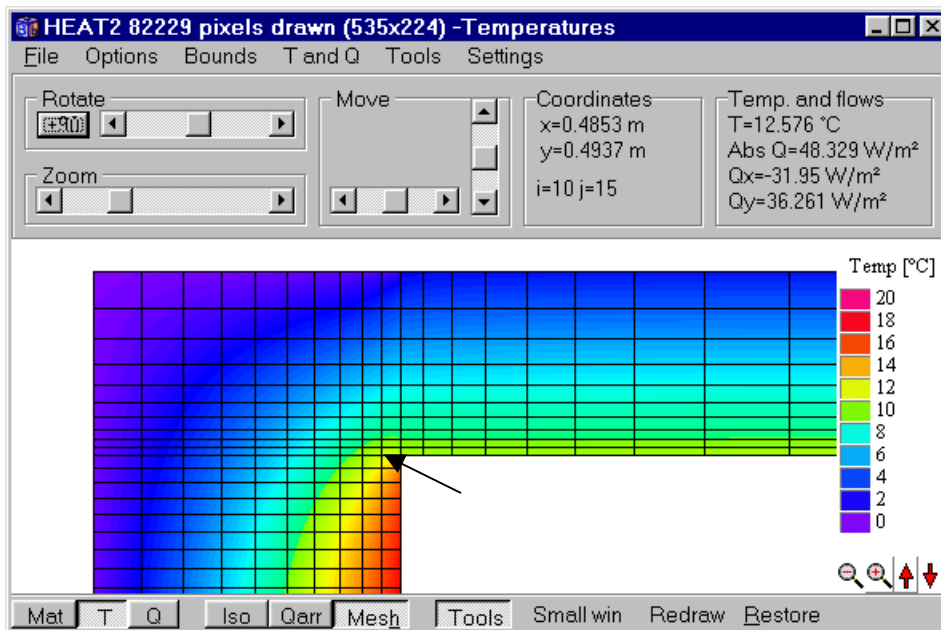 HEAT2 82229 pixels drawn (535x224) -Temperatures
File Options Bounds T and Q Tools Settings
Rotate
+90
Zoom
Move
Coordinates
x=0.4853 m
y=0.4937 m
i=10 j=15
Temp. and flows
T=12.576 °C
Abs Q=48.329 W/m²
Qx=-31.95 W/m²
Qy=36.261 W/m²
Temp [°C]
20
18
16
14
12
10
8
6
4
2
0
Mat T Q Iso Qarr Mesh Tools Small win Redraw Restore